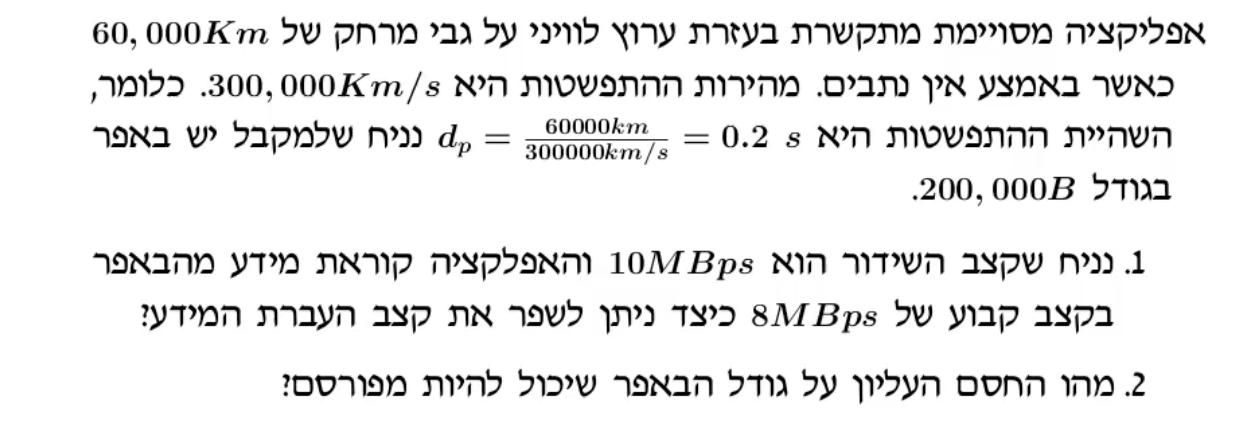 אפליקציה מסויימת מתקשרת בעזרת ערוץ לוויני על גבי מרחק של 60,000Km
כאשר באמצע אין נתבים. מהירות ההתפשטות היא 300,000Km/s. כלומר,
השהיית ההתפשטות היא d_p = \frac{60000km}{300000km/s} = 0.2 s נניח שלמקבל יש באפר
בגודל 200,000B.
1. נניח שקצב השידור הוא 10MBps והאפלקציה קוראת מידע מהבאפר
בקצב קבוע של 8MBps כיצד ניתן לשפר את קצב העברת המידע?
2. מהו החסם העליון על גודל הבאפר שיכול להיות מפורסם?